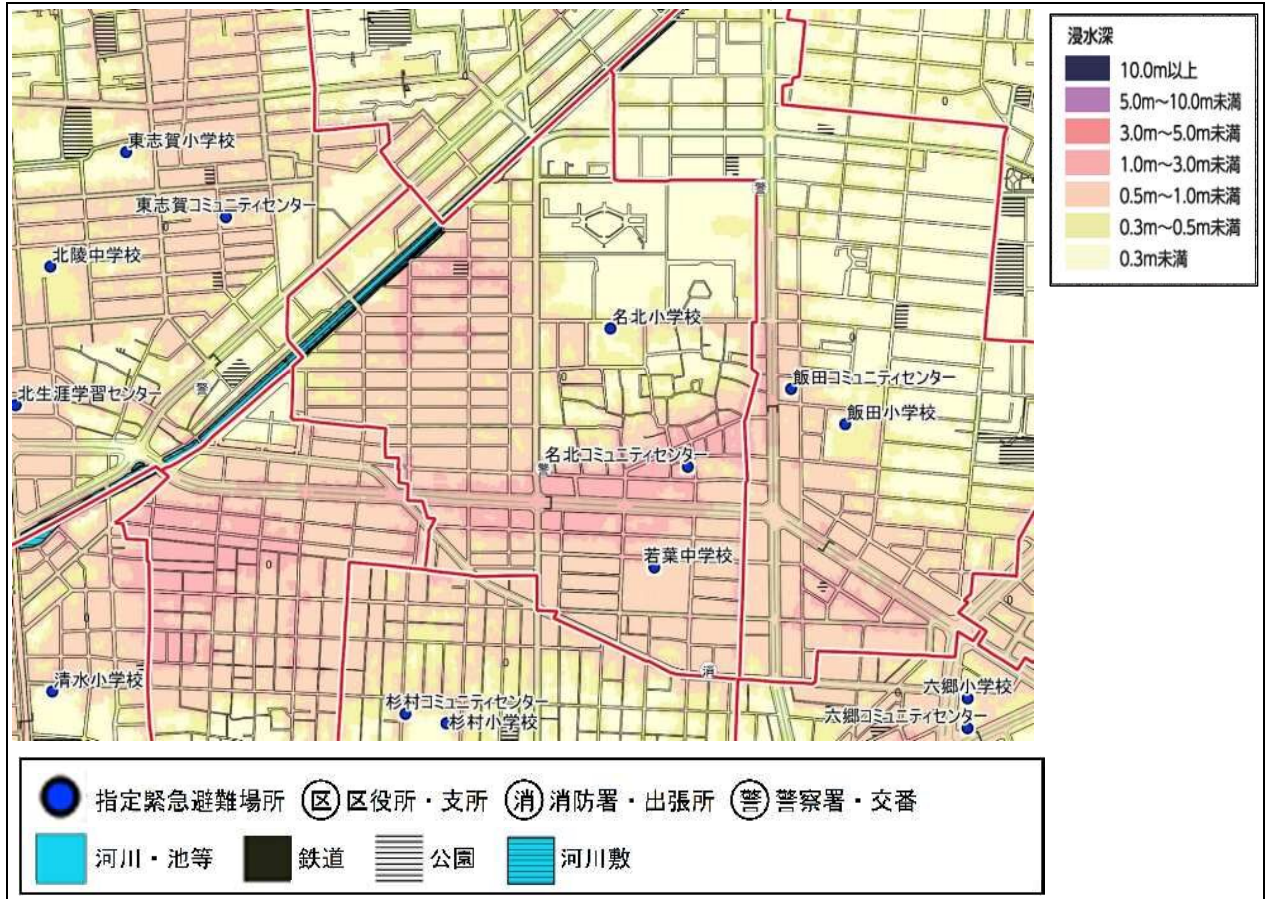 浸水深
10.0m以上
5.0m～10.0m未満
3.0m～5.0m未満
1.0m～3.0m未満
0.5m～1.0m未満
0.3m～0.5m未満
0.3m未満
東志賀小学校
東志賀コミュニティセンター
北陵中学校
警
名北小学校
北生涯学習センター
警
飯田コミュニティセンター
飯田小学校
名北コミュニティセンター
警
若葉中学校
清水小学校
消
杉村コミュニティセンター
杉村小学校
六郷小学校
六郷コミュニティセンター
指定緊急避難場所 区 区役所・支所 消 消防署・出張所 警 警察署・交番
河川・池等 鉄道 公園 河川敷